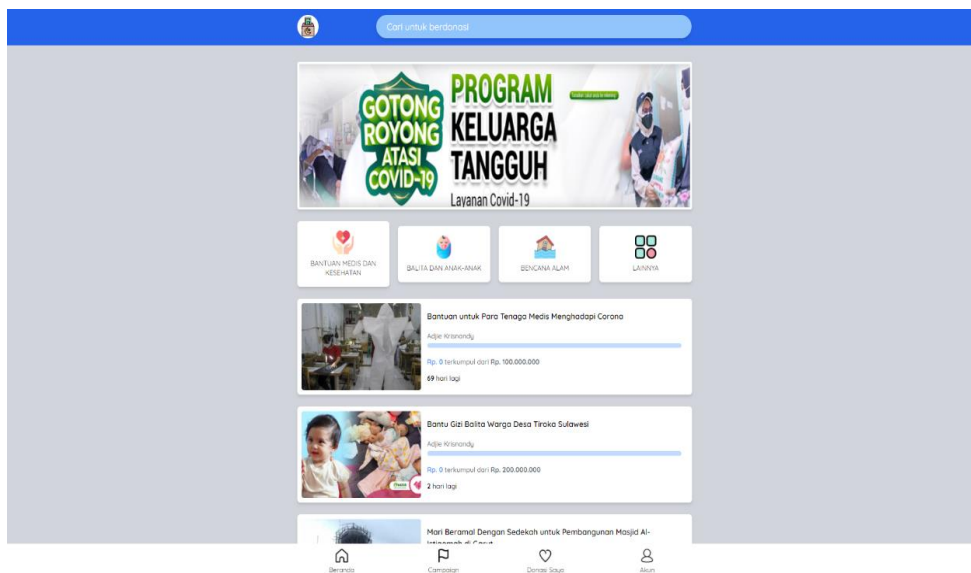 Cari untuk berdonasi
GOTONG
ROYONG
ATASI
COVID-19
PROGRAM
KELUARGA
TANGGUH
Layanan Covid-19
BANTUAN MEDIS DAN
KESEHATAN
BALITA DAN ANAK-ANAK
BENCANA ALAM
LAINNYA
Bantuan untuk Para Tenaga Medis Menghadapi Corona
Adjie Krisnandy
Rp. 0 terkumpul dari Rp. 100.000.000
69 hari lagi
Bantu Gizi Balita Warga Desa Tiroka Sulawesi
Adjie Krisnandy
Rp. 0 terkumpul dari Rp. 200.000.000
2 hari lagi
Mari Beramal Dengan Sedekah untuk Pembangunan Masjid Al-
Istiqomah di Garut
Beranda
Campaign
Donasi Saya
Akun